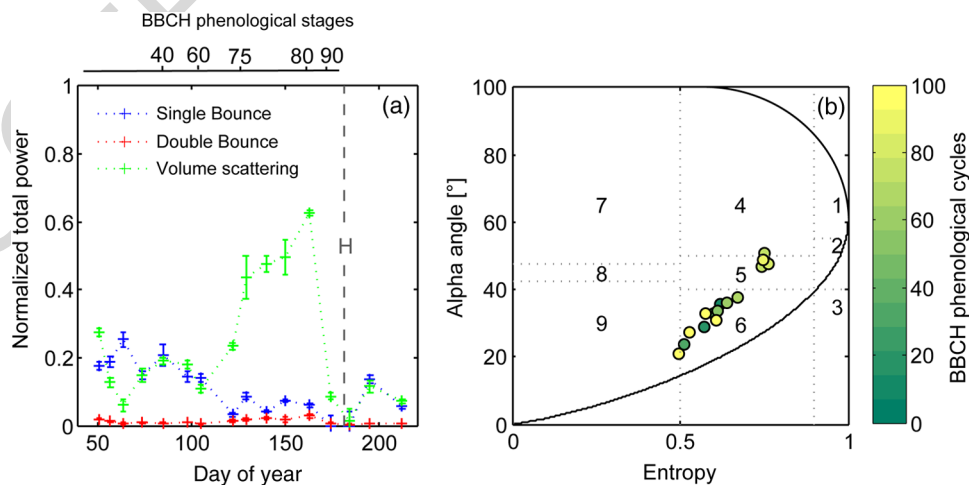 BBCH phenological stages
40 60 75 80 90
(a)
Single Bounce
Double Bounce
Volume scattering
H
Normalized total power
1
0.8
0.6
0.4
0.2
0
50 100 150 200
Day of year
(b)
Alpha angle [°]
100
80
60
40
20
0
7 4 1
2
8 5
3
9 6
0 0.5 1
Entropy
100
80
60
40
20
0
BBCH phenological cycles